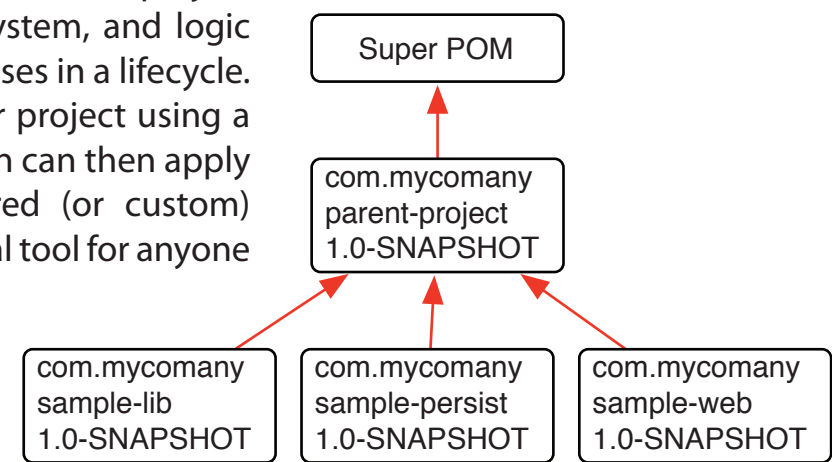 ystem, and logic
ses in a lifecycle.
r project using a
n can then apply
red (or custom)
al tool for anyone
Super POM
com.mycomany
parent-project
1.0-SNAPSHOT
com.mycomany
sample-lib
1.0-SNAPSHOT
com.mycomany
sample-persist
1.0-SNAPSHOT
com.mycomany
sample-web
1.0-SNAPSHOT